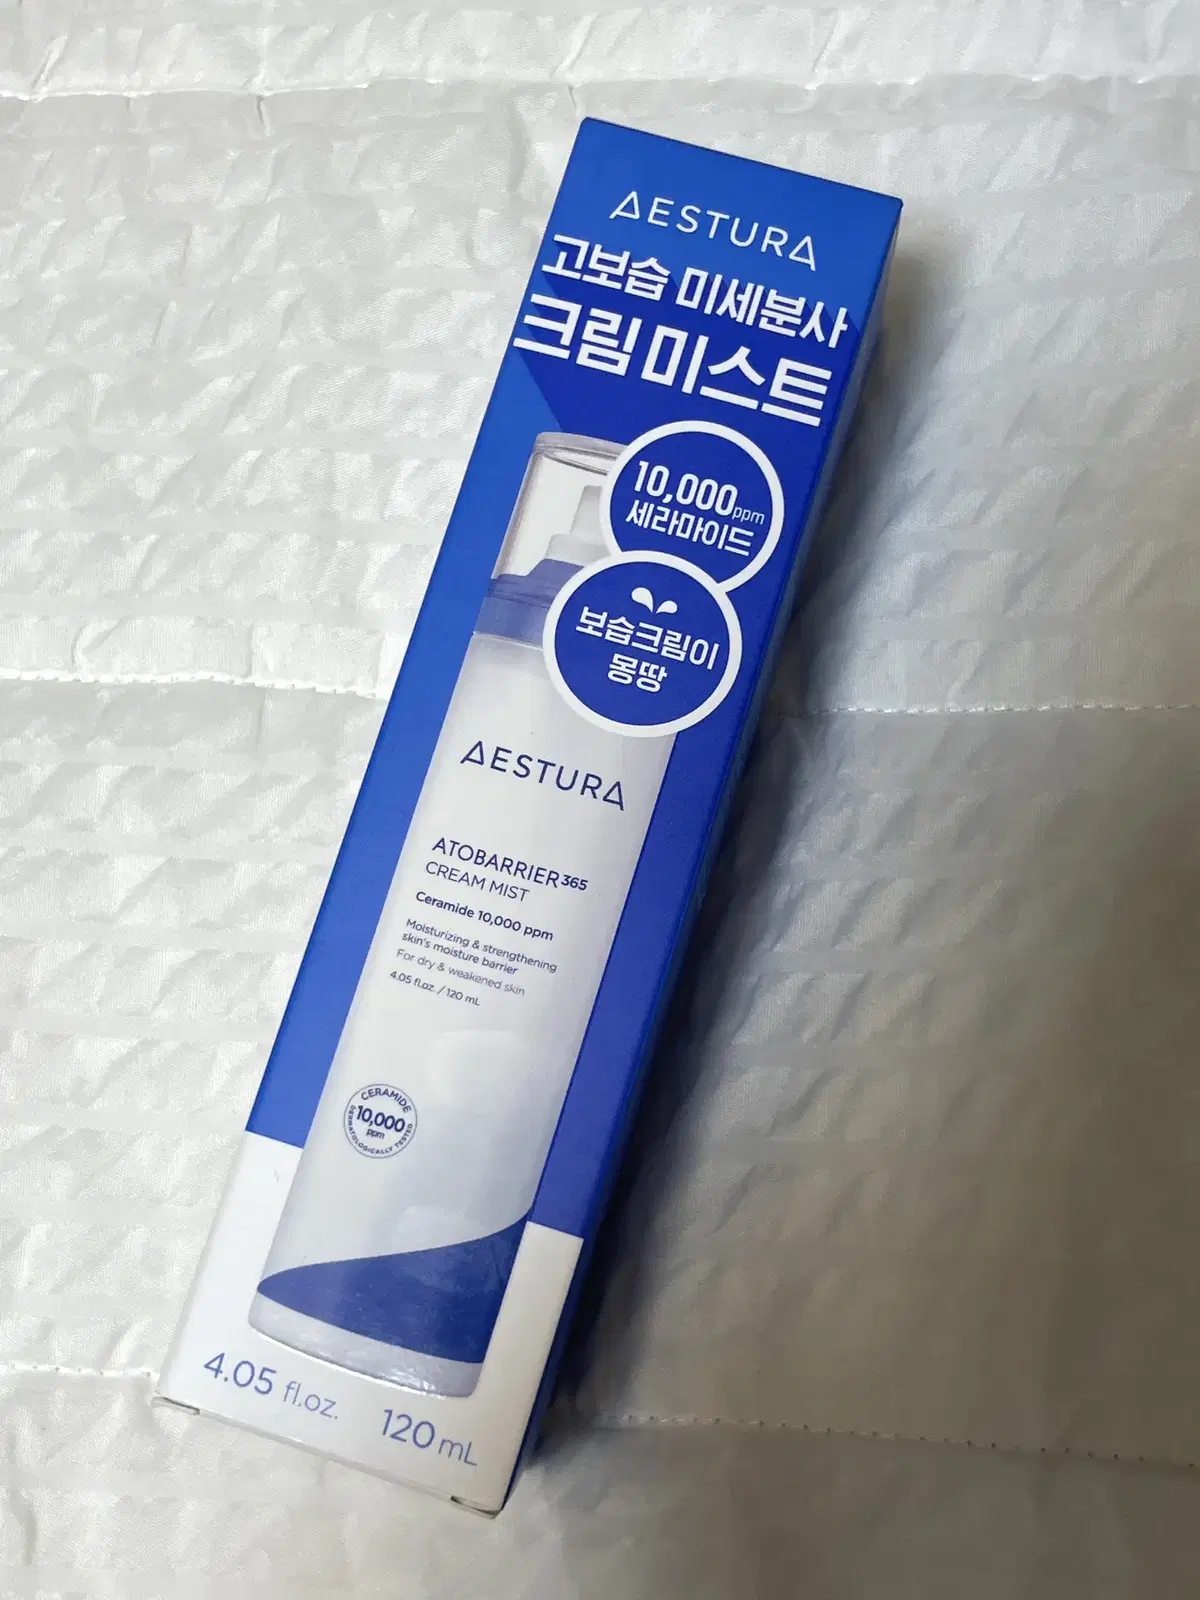 AESTURA
고보습 미세분사
크림미스트
10,000ppm
세라마이드
보습크림이
몽땅
AESTURA
ATOBARRIER365
CREAM MIST
Ceramide 10,000 ppm
Moisturizing & strengthening
skin's moisture barrier
For dry & weakened skin
4.05 fl.oz. / 120 mL
CERAMIDE
10,000
ppm
DERMATOLOGICALLY TESTED
4.05 fl.oz. 120 mL